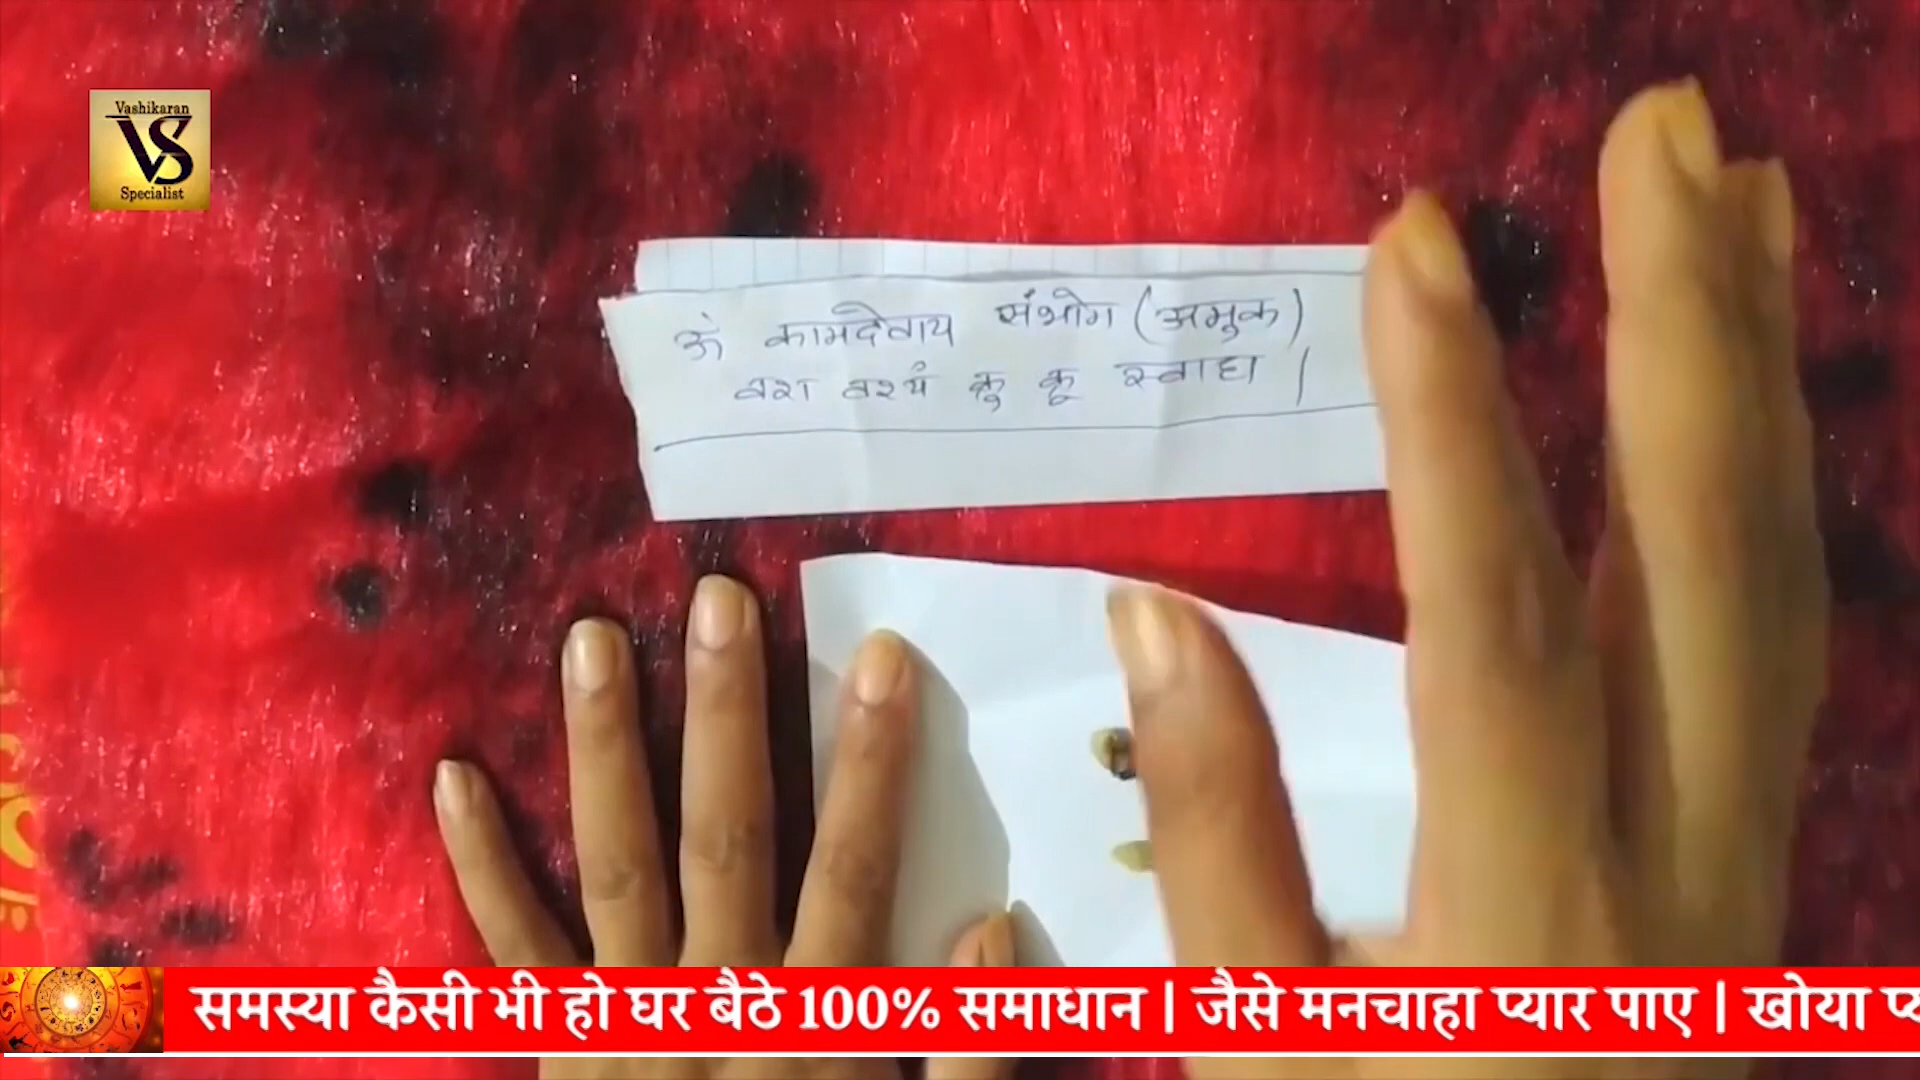 Vashikaran
VS
Specialist
ॐ कामदेवाय संभोग (अमुक)
वश वश्यं कु कू स्वाहा |
समस्या कैसी भी हो घर बैठे 100% समाधान | जैसे मनचाहा प्यार पाए | खोया